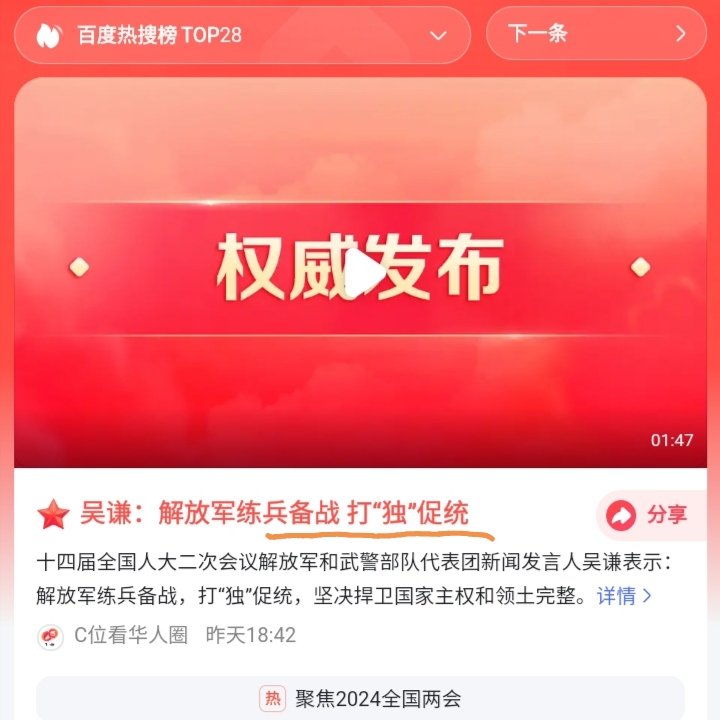 百度热搜榜 TOP28
下一条
权威发布
01:47
吴谦：解放军练兵备战 打“独”促统
分享
十四届全国人大二次会议解放军和武警部队代表团新闻发言人吴谦表示：
解放军练兵备战，打“独”促统，坚决捍卫国家主权和领土完整。详情
C位看华人圈 昨天18:42
热 聚焦2024全国两会